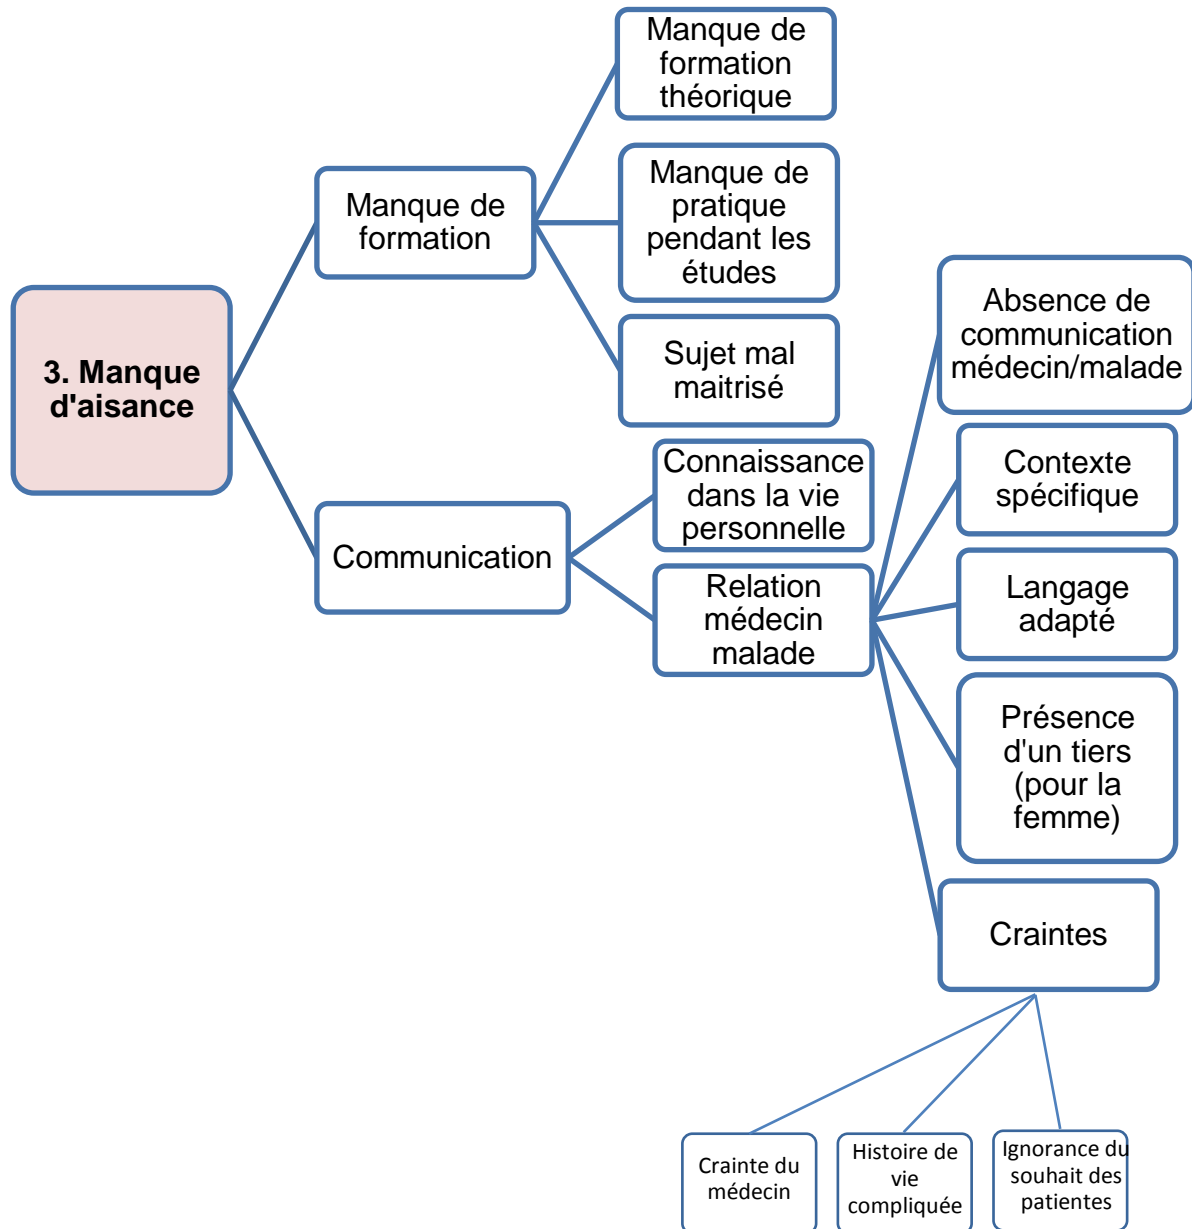 3. Manque
d'aisance
Manque de
formation
Manque de
formation
théorique
Manque de
pratique
pendant les
études
Sujet mal
maitrisé
Communication
Connaissance
dans la vie
personnelle
Relation
médecin
malade
Absence de
communication
médecin/malade
Contexte
spécifique
Langage
adapté
Présence
d'un tiers
(pour la
femme)
Craintes
Crainte du
médecin
Histoire de
vie
compliquée
Ignorance du
souhait des
patientes